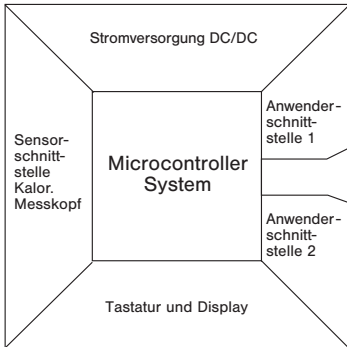 Stromversorgung DC/DC
Sensor-
schnitt-
stelle
Kalor.
Messkopf
Microcontroller
System
Anwender-
schnitt-
stelle 1
Anwender-
schnitt-
stelle 2
Tastatur und Display